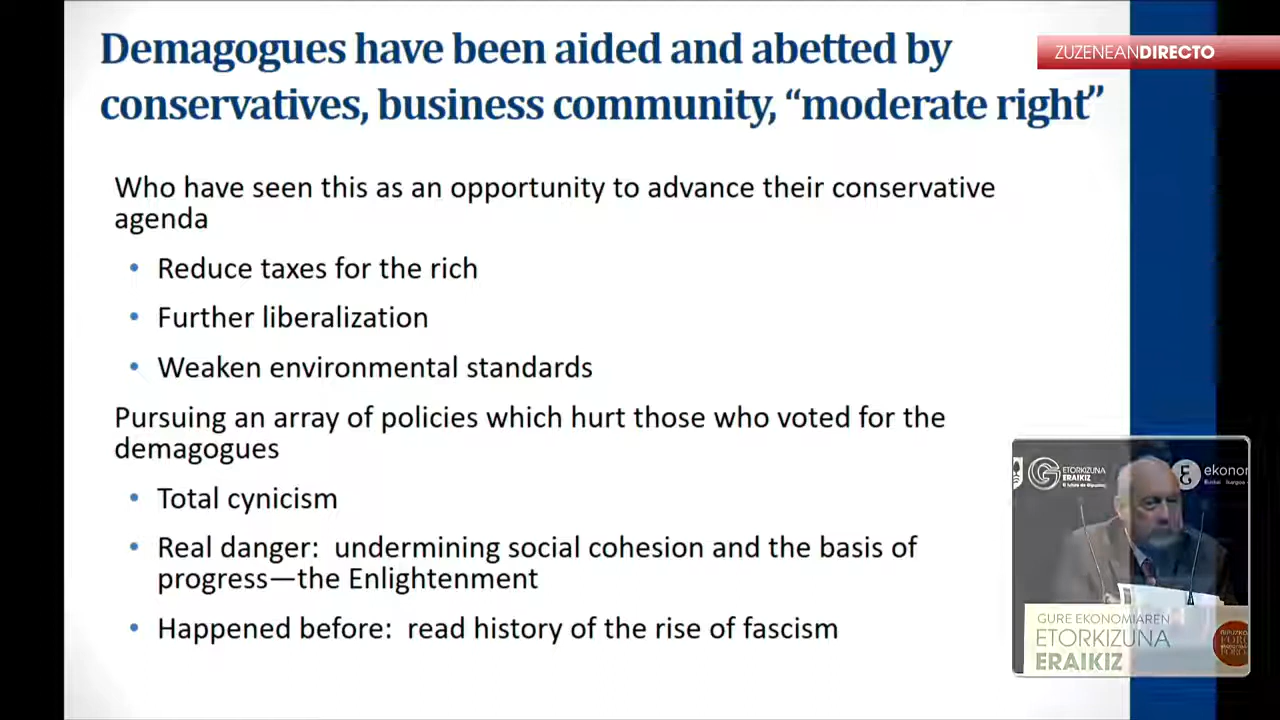 Demagogues have been aided and abetted by
conservatives, business community, “moderate right”
ZUZENEANDIRECTO
Who have seen this as an opportunity to advance their conservative
agenda
• Reduce taxes for the rich
• Further liberalization
• Weaken environmental standards
Pursuing an array of policies which hurt those who voted for the
demagogues
• Total cynicism
• Real danger:  undermining social cohesion and the basis of
progress—the Enlightenment
• Happened before:  read history of the rise of fascism
ETORKIZUNA
ERAIKIZ
ekonor
GURE EKONOMIAREN
ETORKIZUNA
ERAIKIZ